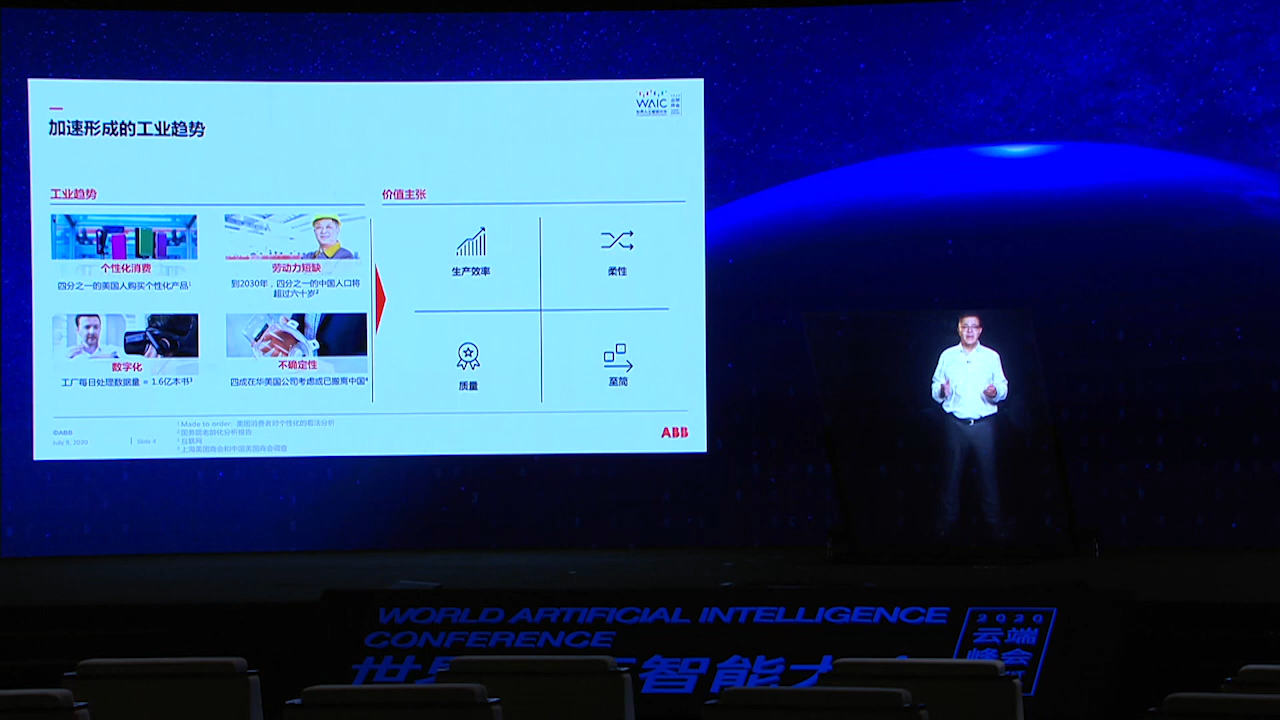 加速形成的工业趋势
WAIC
工业趋势
价值主张
个性化消费
四分之一的美国人购买个性化产品¹
劳动力短缺
到2030年，四分之一的中国人口将
超过六十岁²
数字化
工厂每日处理数据量 = 1.6亿本书³
不确定性
四成在华美国公司考虑或已搬离中国⁴
生产效率
柔性
质量
至简
©ABB
July 9, 2020
Slide 4
¹ Made to order: 美国消费者对个性化的看法分析
² 国务院老龄化分析报告
³ 互联网
⁴ 上海美国商会和中国美国商会调查
ABB
WORLD ARTIFICIAL INTELLIGENCE
CONFERENCE
2020
云端
峰会